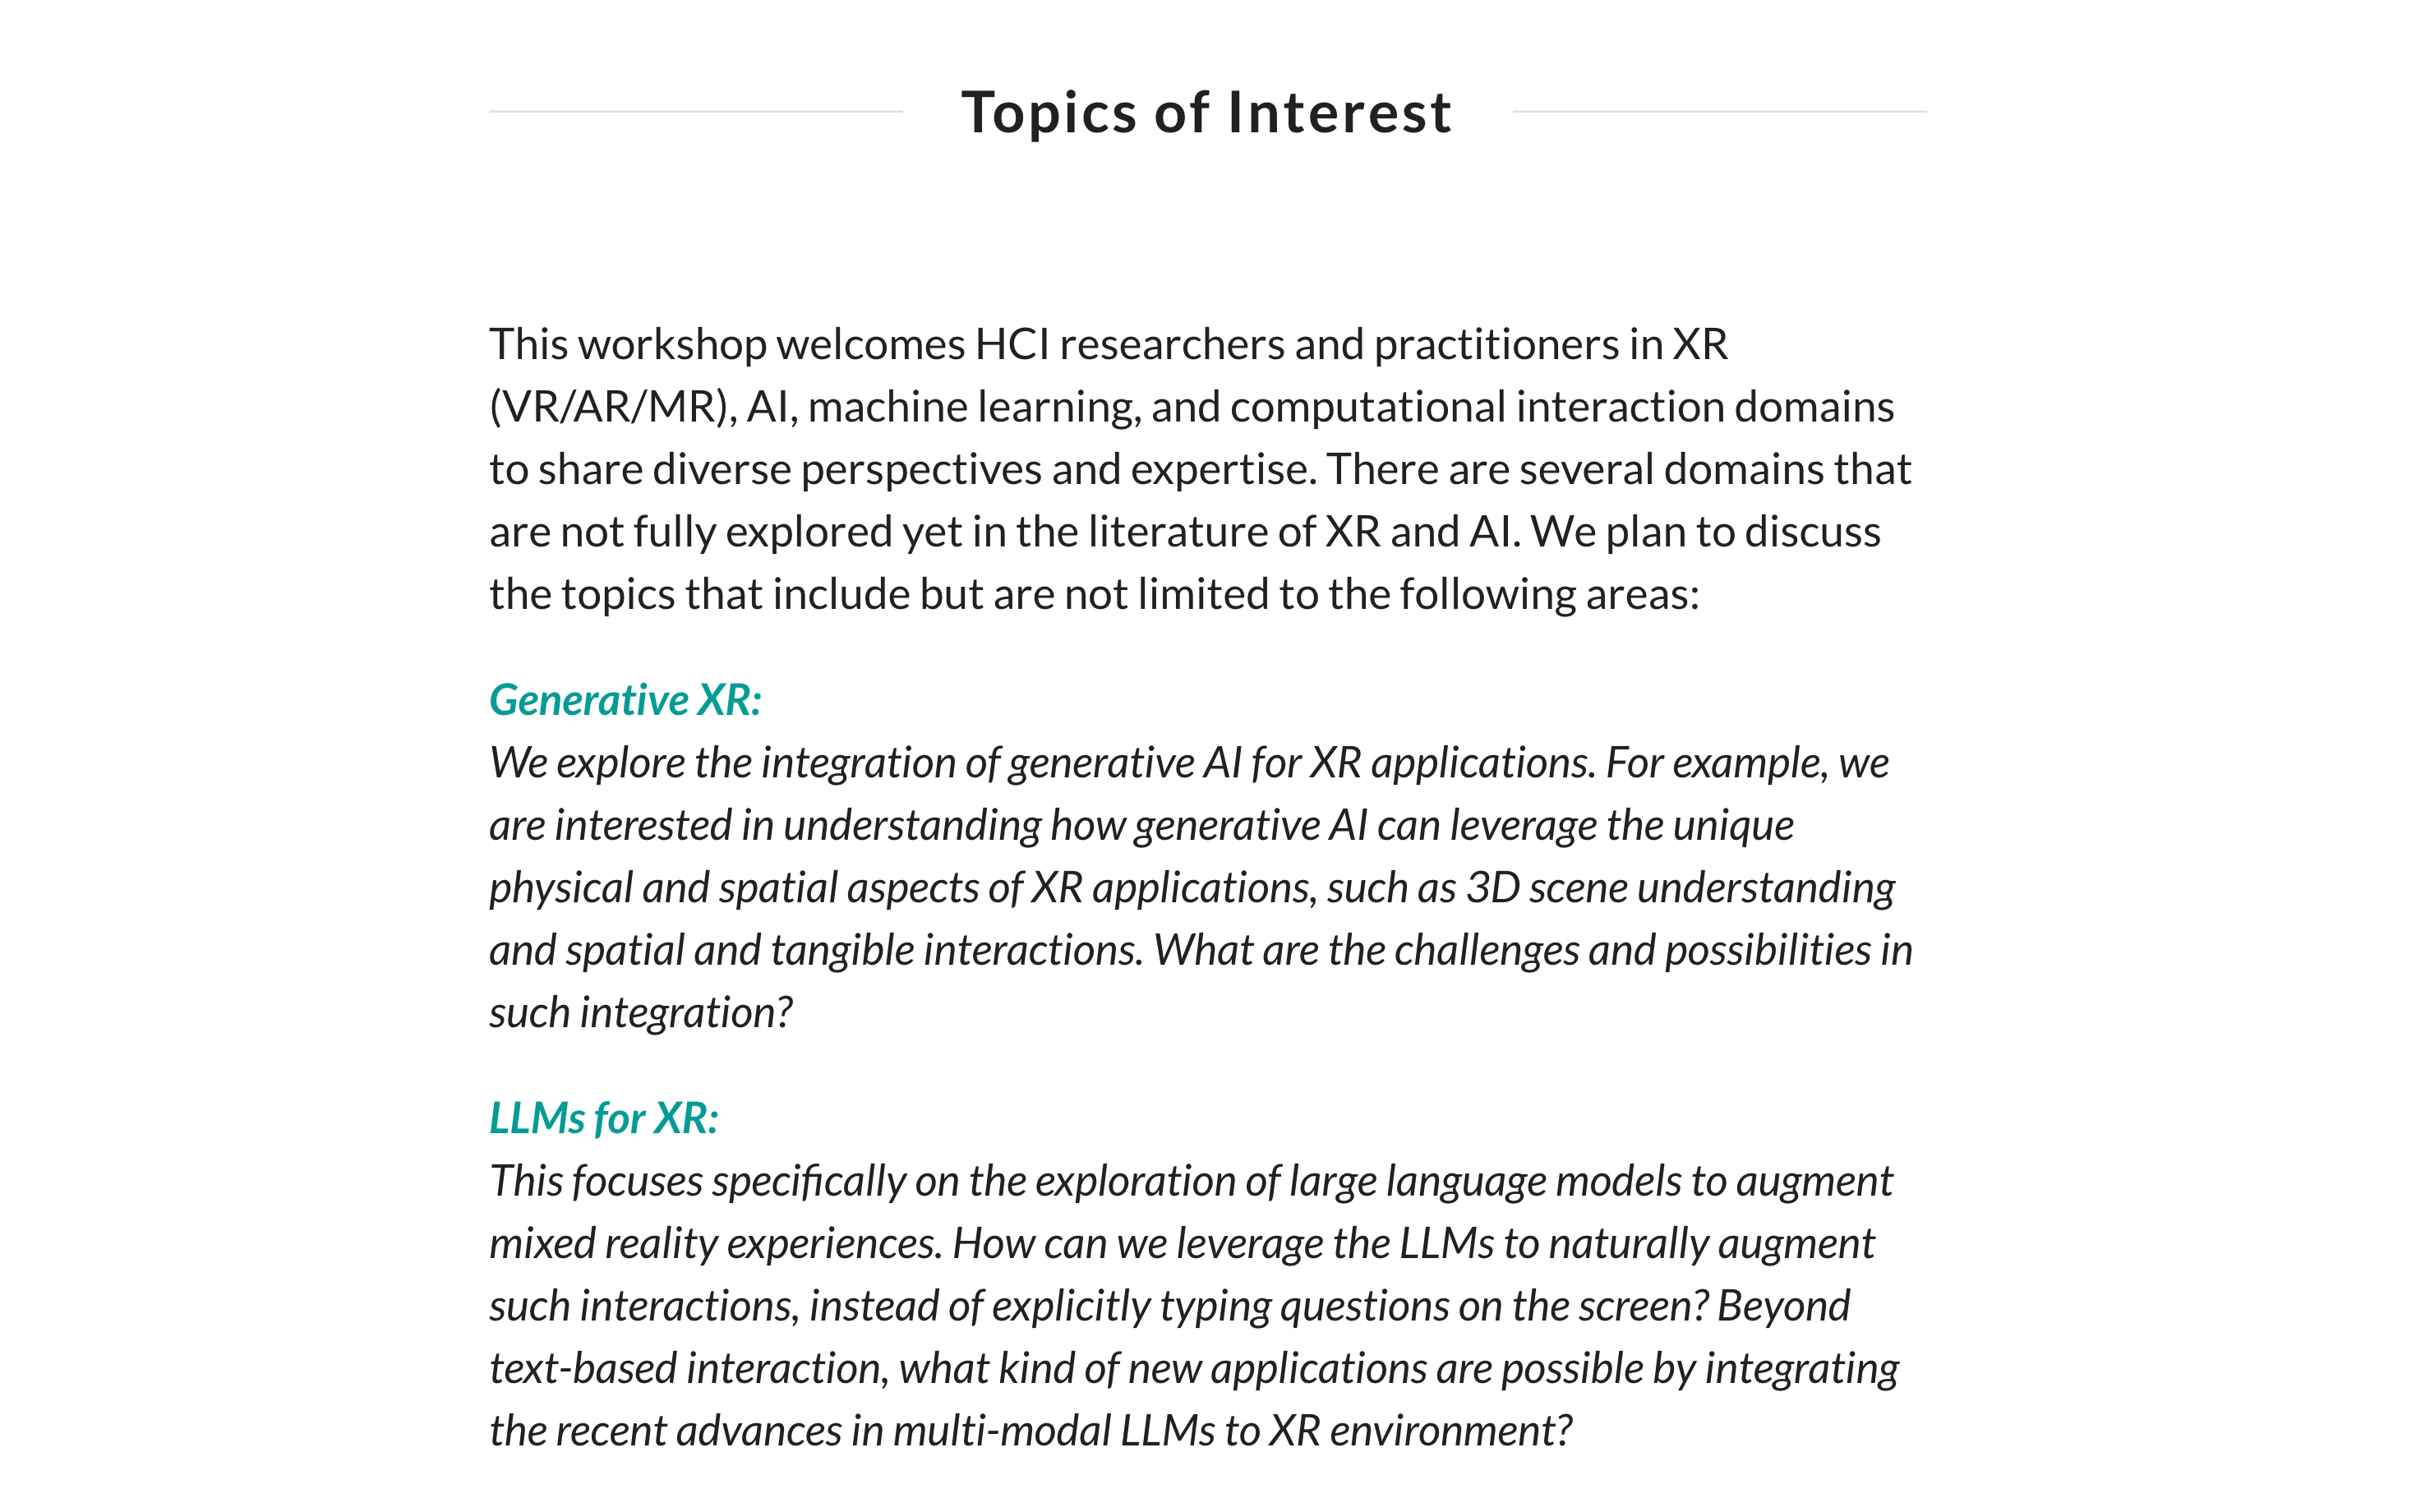 Topics of Interest
This workshop welcomes HCI researchers and practitioners in XR
(VR/AR/MR), AI, machine learning, and computational interaction domains
to share diverse perspectives and expertise. There are several domains that
are not fully explored yet in the literature of XR and AI. We plan to discuss
the topics that include but are not limited to the following areas:
Generative XR:
We explore the integration of generative AI for XR applications. For example, we
are interested in understanding how generative AI can leverage the unique
physical and spatial aspects of XR applications, such as 3D scene understanding
and spatial and tangible interactions. What are the challenges and possibilities in
such integration?
LLMs for XR:
This focuses specifically on the exploration of large language models to augment
mixed reality experiences. How can we leverage the LLMs to naturally augment
such interactions, instead of explicitly typing questions on the screen? Beyond
text-based interaction, what kind of new applications are possible by integrating
the recent advances in multi-modal LLMs to XR environment?